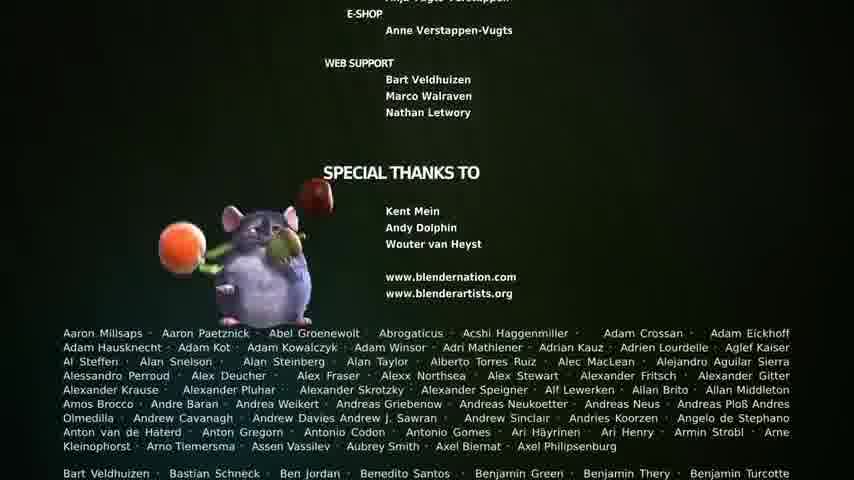 E-SHOP
Anne Verstappen-Vugts
WEB SUPPORT
Bart Veldhuizen
Marco Walraven
Nathan Letwory
SPECIAL THANKS TO
Kent Mein
Andy Dolphin
Wouter van Heyst
www.blendernation.com
www.blenderartists.org
Aaron Millsaps · Aaron Paetznick · Abel Groenewolt · Abrogaticus · Acshi Haggenmiller · Adam Crossan · Adam Eickhoff
Adam Hausknecht · Adam Kot · Adam Kowalczyk · Adam Winsor · Adri Mathlener · Adrian Kauz · Adrien Lourdelle · Aglef Kaiser
Al Steffen · Alan Snelson · Alan Steinberg · Alan Taylor · Alberto Torres Ruiz · Alec MacLean · Alejandro Aguilar Sierra
Alessandro Perroud · Alex Deucher · Alex Fraser · Alexx Northsea · Alex Stewart · Alexander Fritsch · Alexander Gitter
Alexander Krause · Alexander Pluhar · Alexander Skrotzky · Alexander Speigner · Alf Lewerken · Allan Brito · Allan Middleton
Amos Brocco · Andre Baran · Andrea Weikert · Andreas Griebenow · Andreas Neukoetter · Andreas Neus · Andreas Ploß Andres
Olmedilla · Andrew Cavanagh · Andrew Davies Andrew J. Sawran · Andrew Sinclair · Andries Koorzen · Angelo de Stephano
Anton van de Haterd · Anton Gregorn · Antonio Codon · Antonio Gomes · Ari Häyrinen · Ari Henry · Armin Strobl · Arne
Kleinophorst · Arno Tiemersma · Assen Vassilev · Aubrey Smith · Axel Biernat · Axel Philipsenburg
Bart Veldhuizen · Bastian Schneck · Ben Jordan · Benedito Santos · Benjamin Green · Benjamin Thery · Benjamin Turcotte